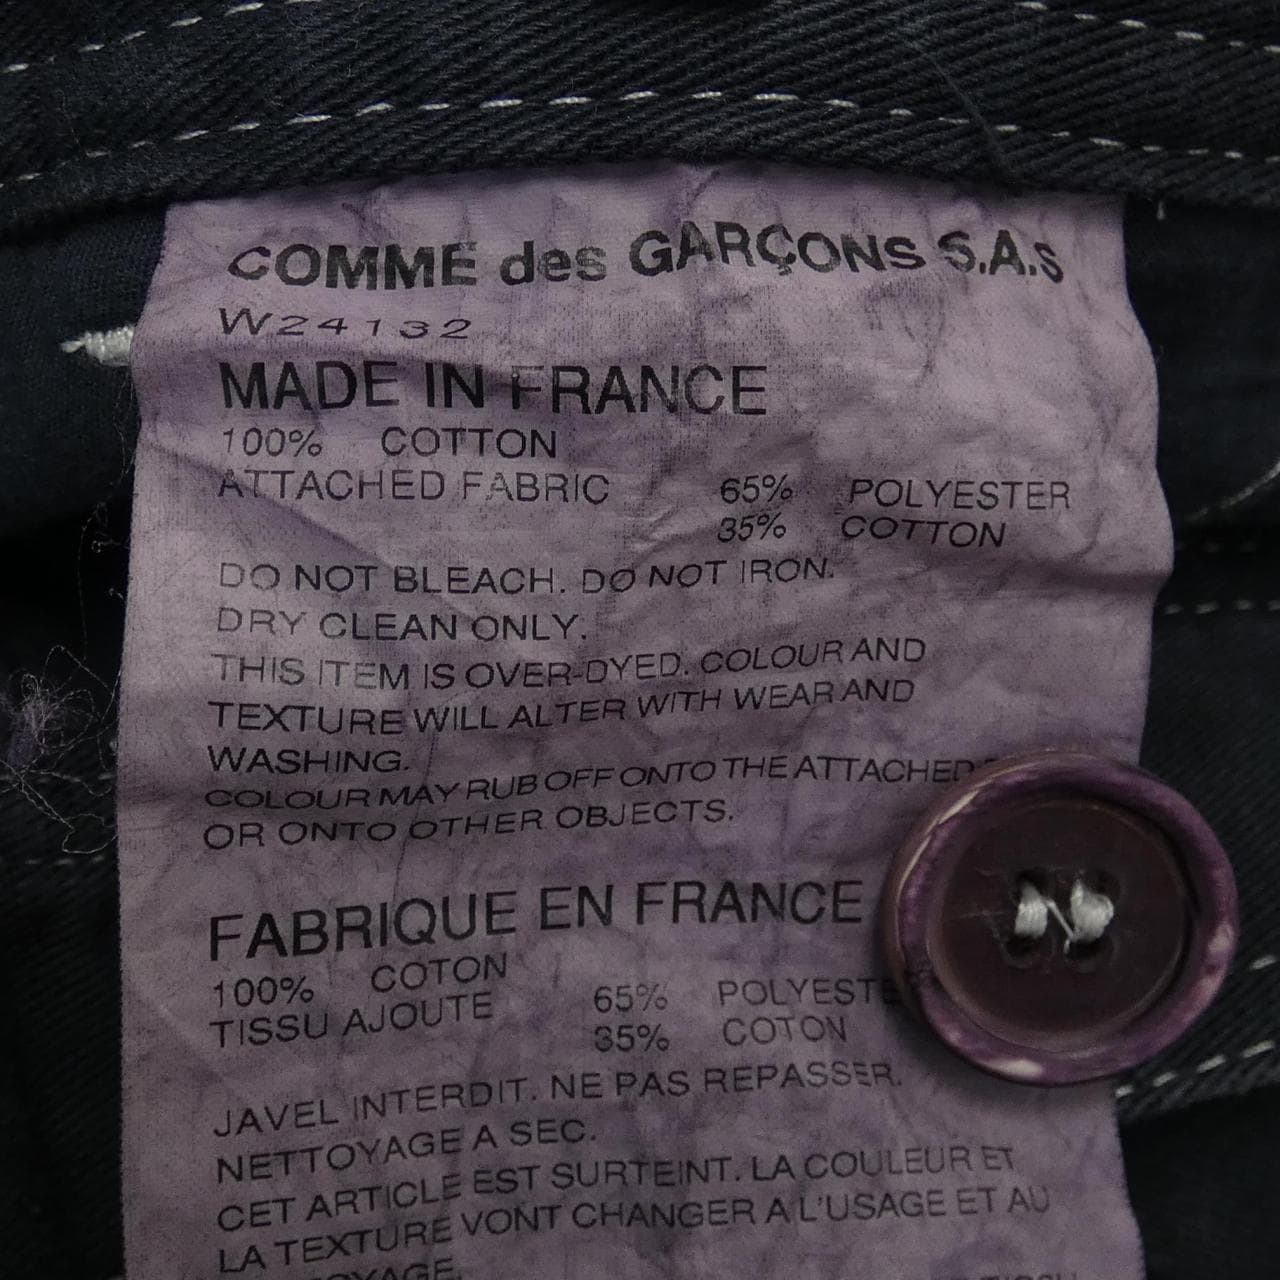 COMME des GARÇONS S.A.S
W24132
MADE IN FRANCE
100% COTTON
ATTACHED FABRIC 65% POLYESTER
35% COTTON
DO NOT BLEACH. DO NOT IRON.
DRY CLEAN ONLY.
THIS ITEM IS OVER-DYED. COLOUR AND
TEXTURE WILL ALTER WITH WEAR AND
WASHING.
COLOUR MAY RUB OFF ONTO THE ATTACHED
OR ONTO OTHER OBJECTS.
FABRIQUE EN FRANCE
100% COTON
TISSU AJOUTE 65% POLYESTE
35% COTON
JAVEL INTERDIT. NE PAS REPASSER.
NETTOYAGE A SEC.
CET ARTICLE EST SURTEINT. LA COULEUR ET
LA TEXTURE VONT CHANGER A L'USAGE ET AU